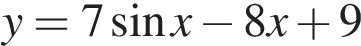 y = 7 sin x − 8x + 9